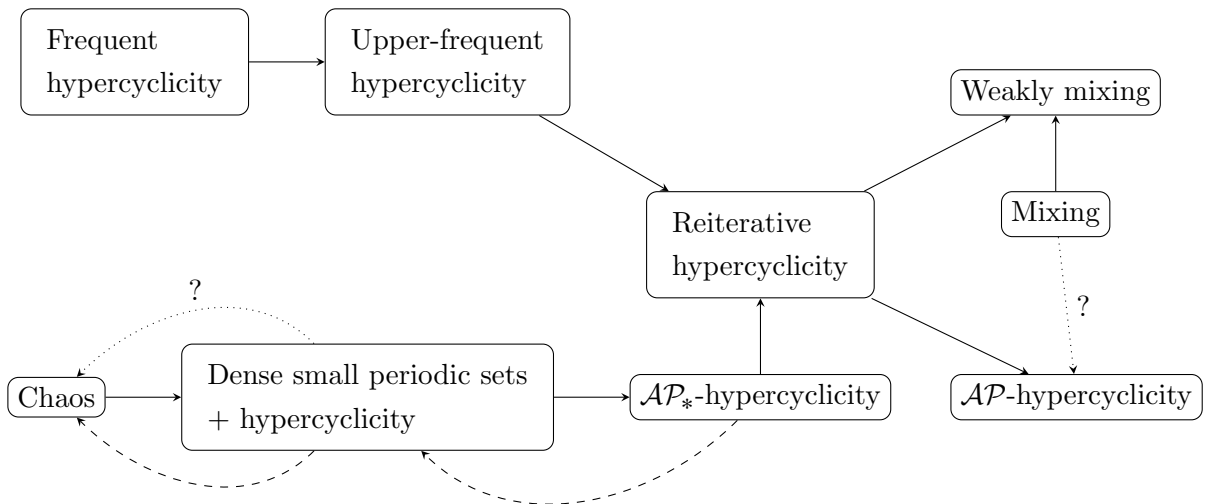 Frequent
hypercyclicity
Upper-frequent
hypercyclicity
Weakly mixing
Mixing
Reiterative
hypercyclicity
?
?
Chaos
Dense small periodic sets
+ hypercyclicity
𝒜𝒫∗-hypercyclicity
𝒜𝒫-hypercyclicity